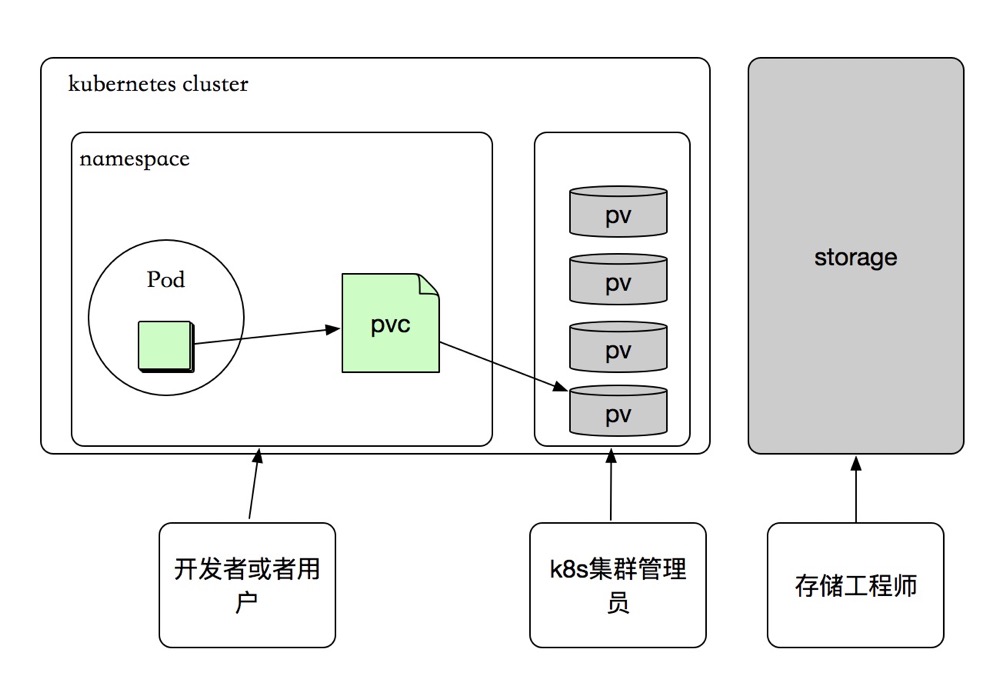 kubernetes cluster
namespace
Pod
pvc
pv
pv
pv
pv
storage
开发者或者用
户
k8s集群管理
员
存储工程师